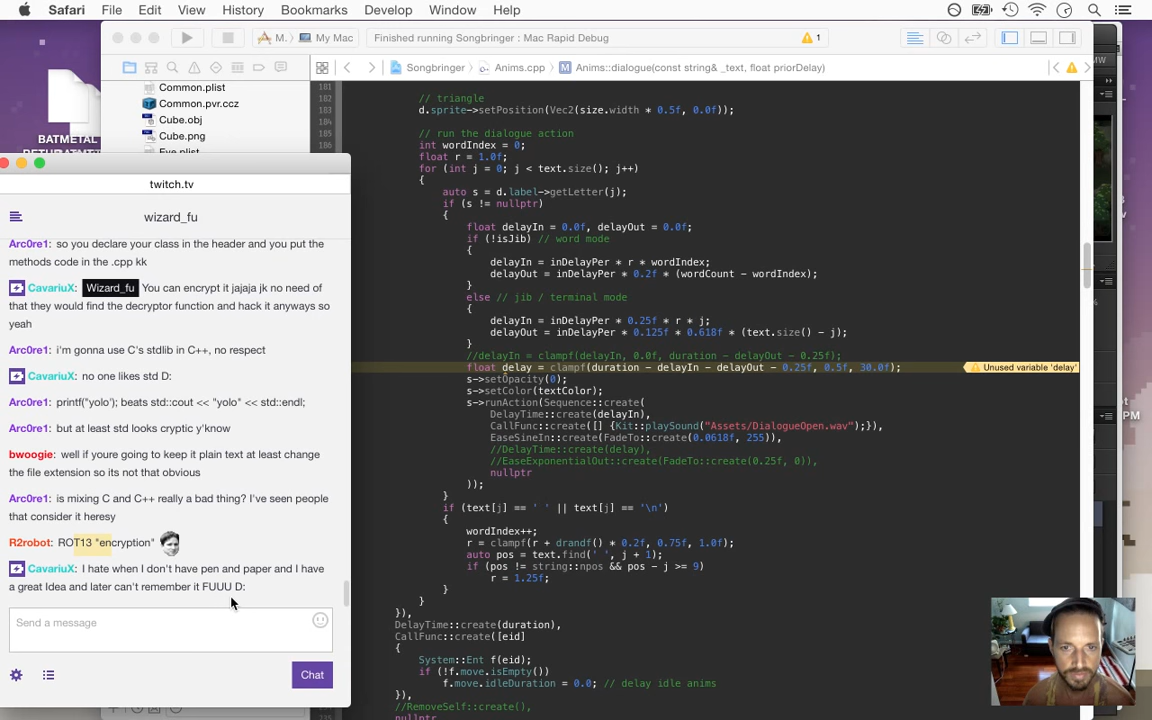 Safari File Edit View History Bookmarks Develop Window Help
M. My Mac Finished running Songbringer : Mac Rapid Debug 1
Songbringer Anims.cpp M Anims::dialogue(const string& _text, float priorDelay)
Common.plist
Common.pvr.ccz
Cube.obj
Cube.png
Eve.plist
BATMETAL
twitch.tv
wizard_fu
Arc0re1: so you declare your class in the header and you put the
methods code in the .cpp kk
CavariuX: Wizard_fu You can encrypt it jajaja jk no need of
that they would find the decryptor function and hack it anyways so
yeah
Arc0re1: i'm gonna use C's stdlib in C++, no respect
CavariuX: no one likes std D:
Arc0re1: printf("yolo'); beats std::cout << "yolo" << std::endl;
Arc0re1: but at least std looks cryptic y'know
bwoogie: well if youre going to keep it plain text at least change
the file extension so its not that obvious
Arc0re1: is mixing C and C++ really a bad thing? I've seen people
that consider it heresy
R2robot: ROT13 "encryption"
CavariuX: I hate when I don't have pen and paper and I have
a great Idea and later can't remember it FUUU D:
Send a message
Chat
181
182 // triangle
183 d.sprite->setPosition(Vec2(size.width * 0.5f, 0.0f));
184
185 // run the dialogue action
186 int wordIndex = 0;
float r = 1.0f;
for (int j = 0; j < text.size(); j++)
{
auto s = d.label->getLetter(j);
if (s != nullptr)
{
float delayIn = 0.0f, delayOut = 0.0f;
if (!isJib) // word mode
{
delayIn = inDelayPer * r * wordIndex;
delayOut = inDelayPer * 0.2f * (wordCount - wordIndex);
}
else // jib / terminal mode
{
delayIn = inDelayPer * 0.25f * r * j;
delayOut = inDelayPer * 0.125f * 0.618f * (text.size() - j);
}
//delayIn = clampf(delayIn, 0.0f, duration - delayOut - 0.25f);
float delay = clampf(duration - delayIn - delayOut - 0.25f, 0.5f, 30.0f); Unused variable 'delay'
s->setOpacity(0);
s->setColor(textColor);
s->runAction(Sequence::create(
DelayTime::create(delayIn),
CallFunc::create([] {Kit::playSound("Assets/DialogueOpen.wav");}),
EaseSineIn::create(FadeTo::create(0.0618f, 255)),
//DelayTime::create(delay),
//EaseExponentialOut::create(FadeTo::create(0.25f, 0)),
nullptr
));
}
if (text[j] == ' ' || text[j] == '\n')
{
wordIndex++;
r = clampf(r + drandf() * 0.2f, 0.75f, 1.0f);
auto pos = text.find(' ', j + 1);
if (pos != string::npos && pos - j >= 9)
r = 1.25f;
}
}
}),
DelayTime::create(duration),
CallFunc::create([eid]
{
System::Ent f(eid);
if (!f.move.isEmpty())
f.move.idleDuration = 0.0; // delay idle anims
}),
//RemoveSelf::create(),
nullptr